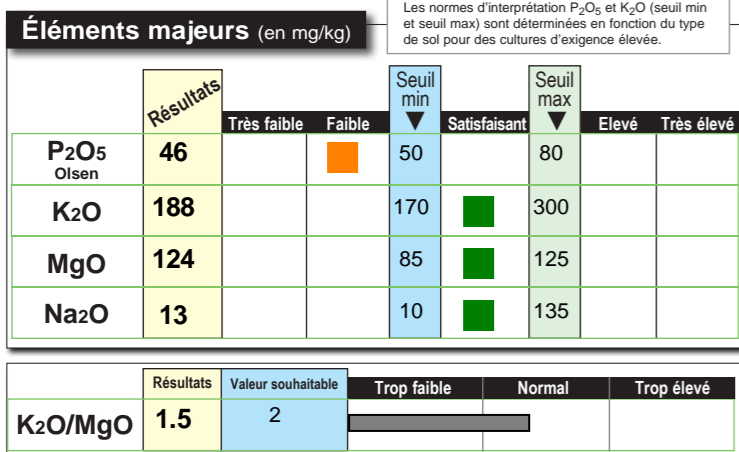 Les normes d'interprétation P2O5 et K2O (seuil min
et seuil max) sont déterminées en fonction du type
de sol pour des cultures d'exigence élevée.
Éléments majeurs (en mg/kg)
Résultats Très faible Faible Seuil min ▼ Satisfaisant Seuil max ▼ Elevé Très élevé
P2O5 Olsen 46 50 80
K2O 188 170 300
MgO 124 85 125
Na2O 13 10 135
Résultats Valeur souhaitable Trop faible Normal Trop élevé
K2O/MgO 1.5 2